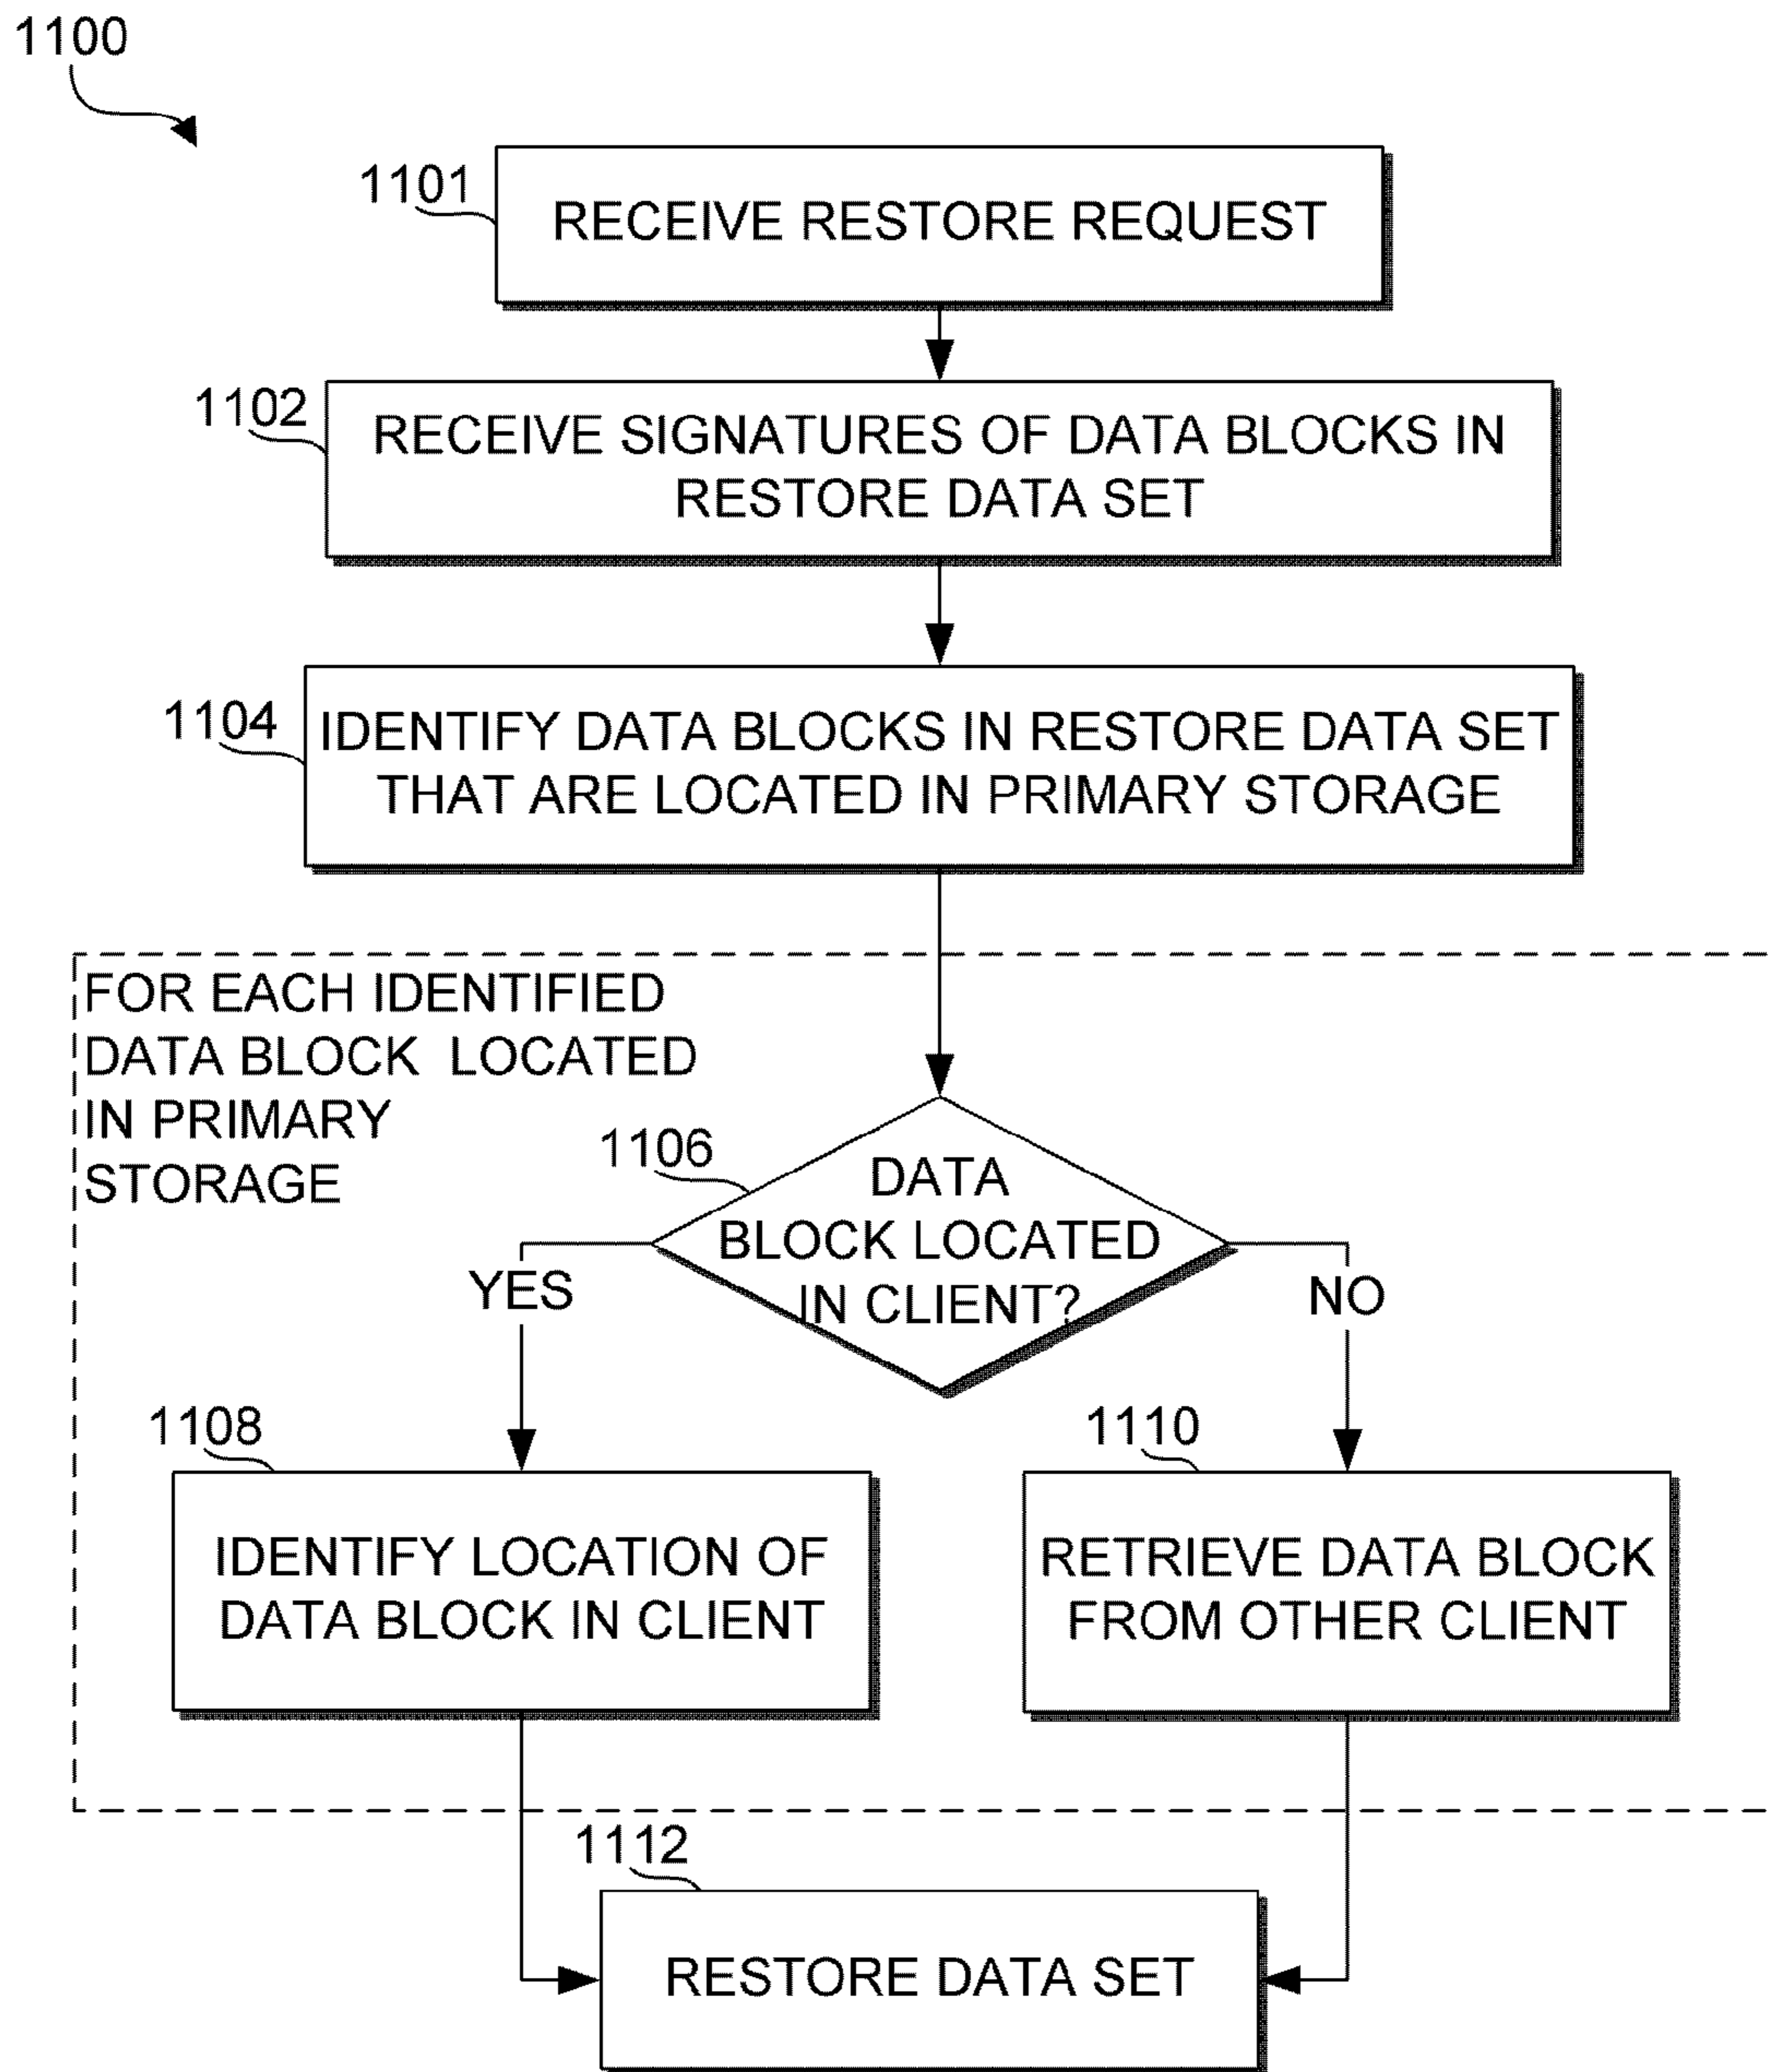 1100
1101
RECEIVE RESTORE REQUEST
1102
RECEIVE SIGNATURES OF DATA BLOCKS IN
RESTORE DATA SET
1104
IDENTIFY DATA BLOCKS IN RESTORE DATA SET
THAT ARE LOCATED IN PRIMARY STORAGE
FOR EACH IDENTIFIED
DATA BLOCK LOCATED
IN PRIMARY
STORAGE
1106
DATA
BLOCK LOCATED
IN CLIENT?
YES
NO
1108
IDENTIFY LOCATION OF
DATA BLOCK IN CLIENT
1110
RETRIEVE DATA BLOCK
FROM OTHER CLIENT
1112
RESTORE DATA SET